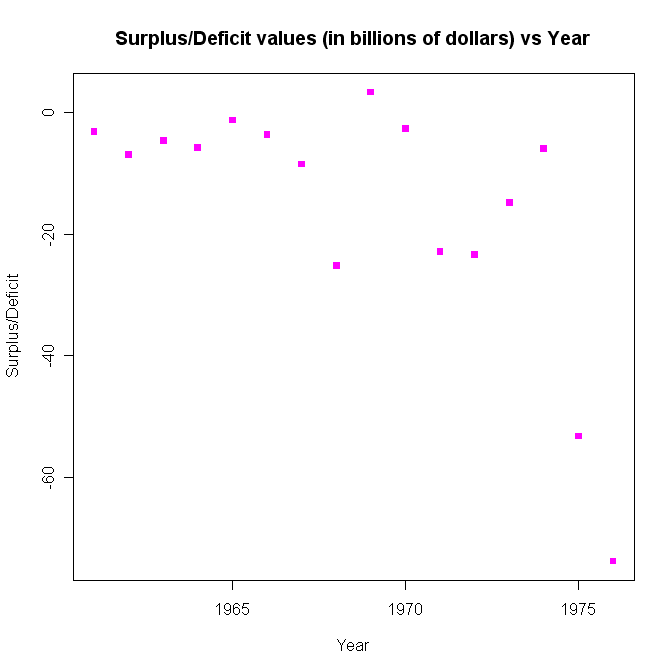 Surplus/Deficit values (in billions of dollars) vs Year
0
-20
-40
-60
Surplus/Deficit
1965
1970
1975
Year